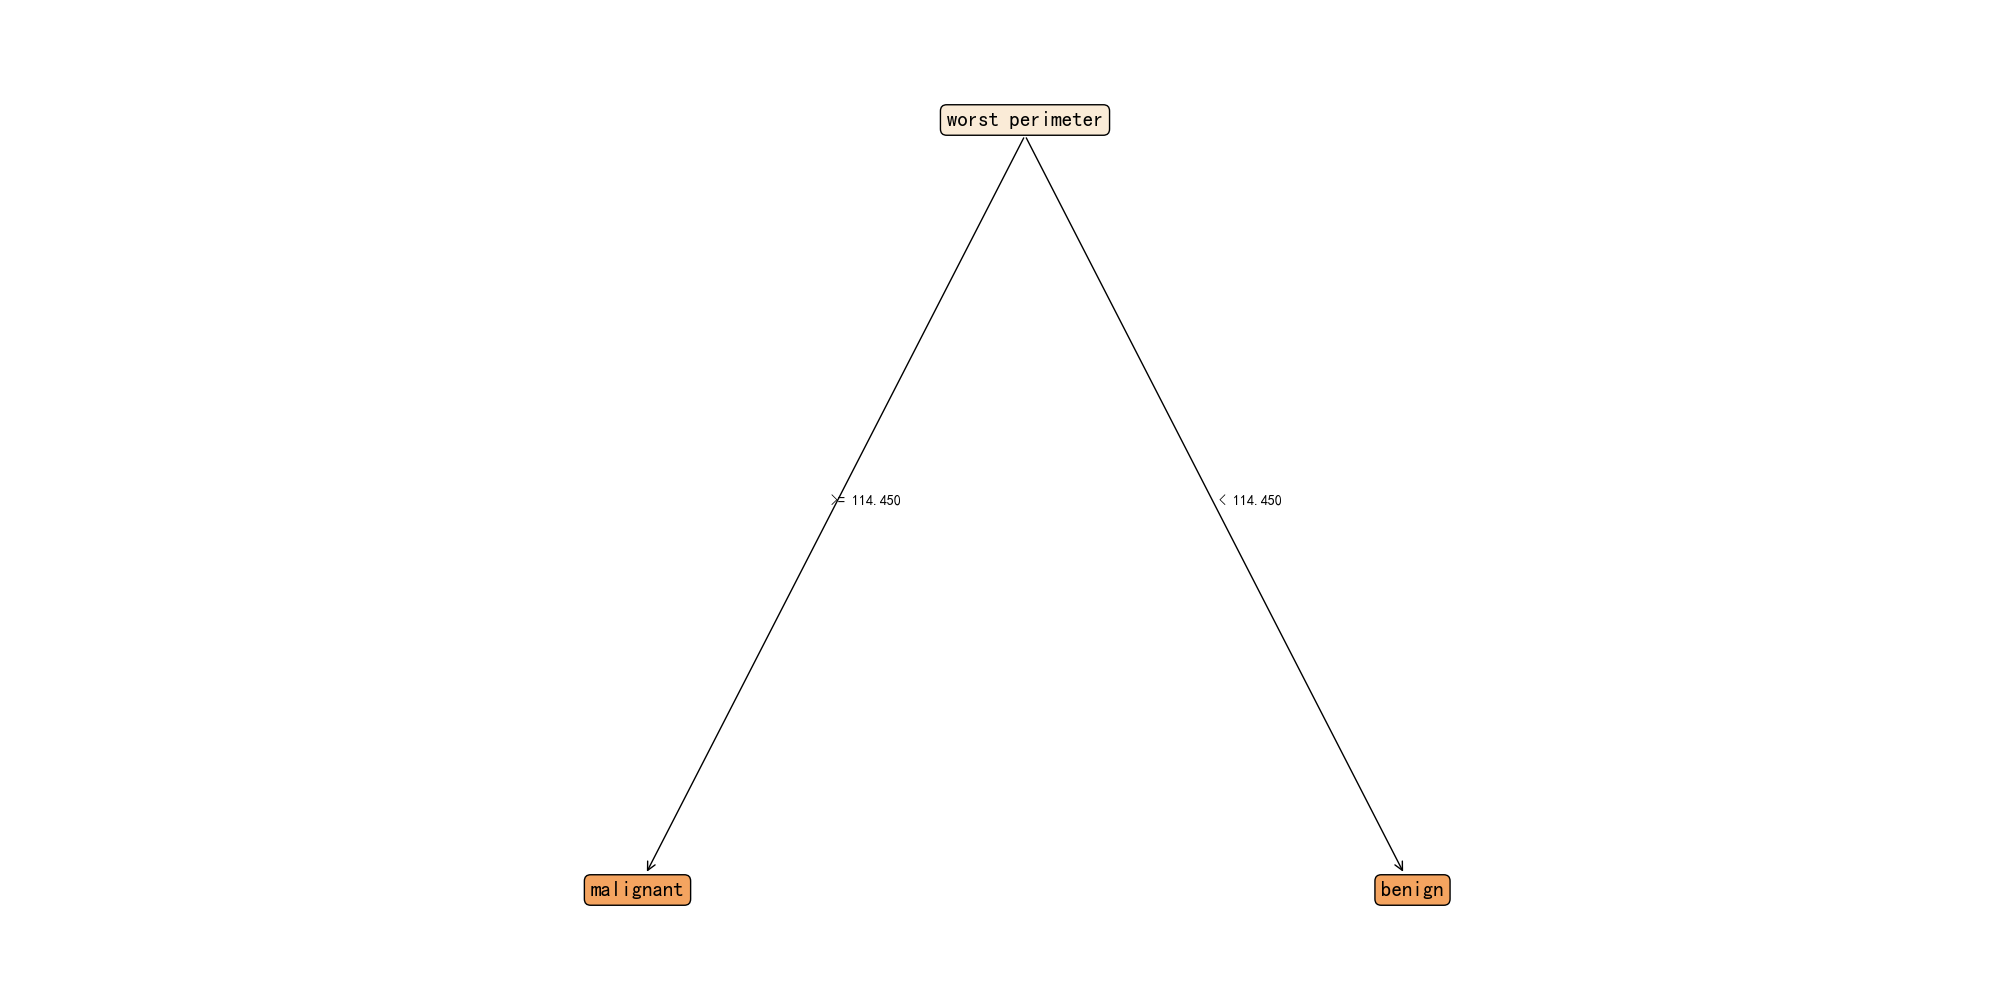 worst perimeter
>= 114.450
< 114.450
malignant
benign